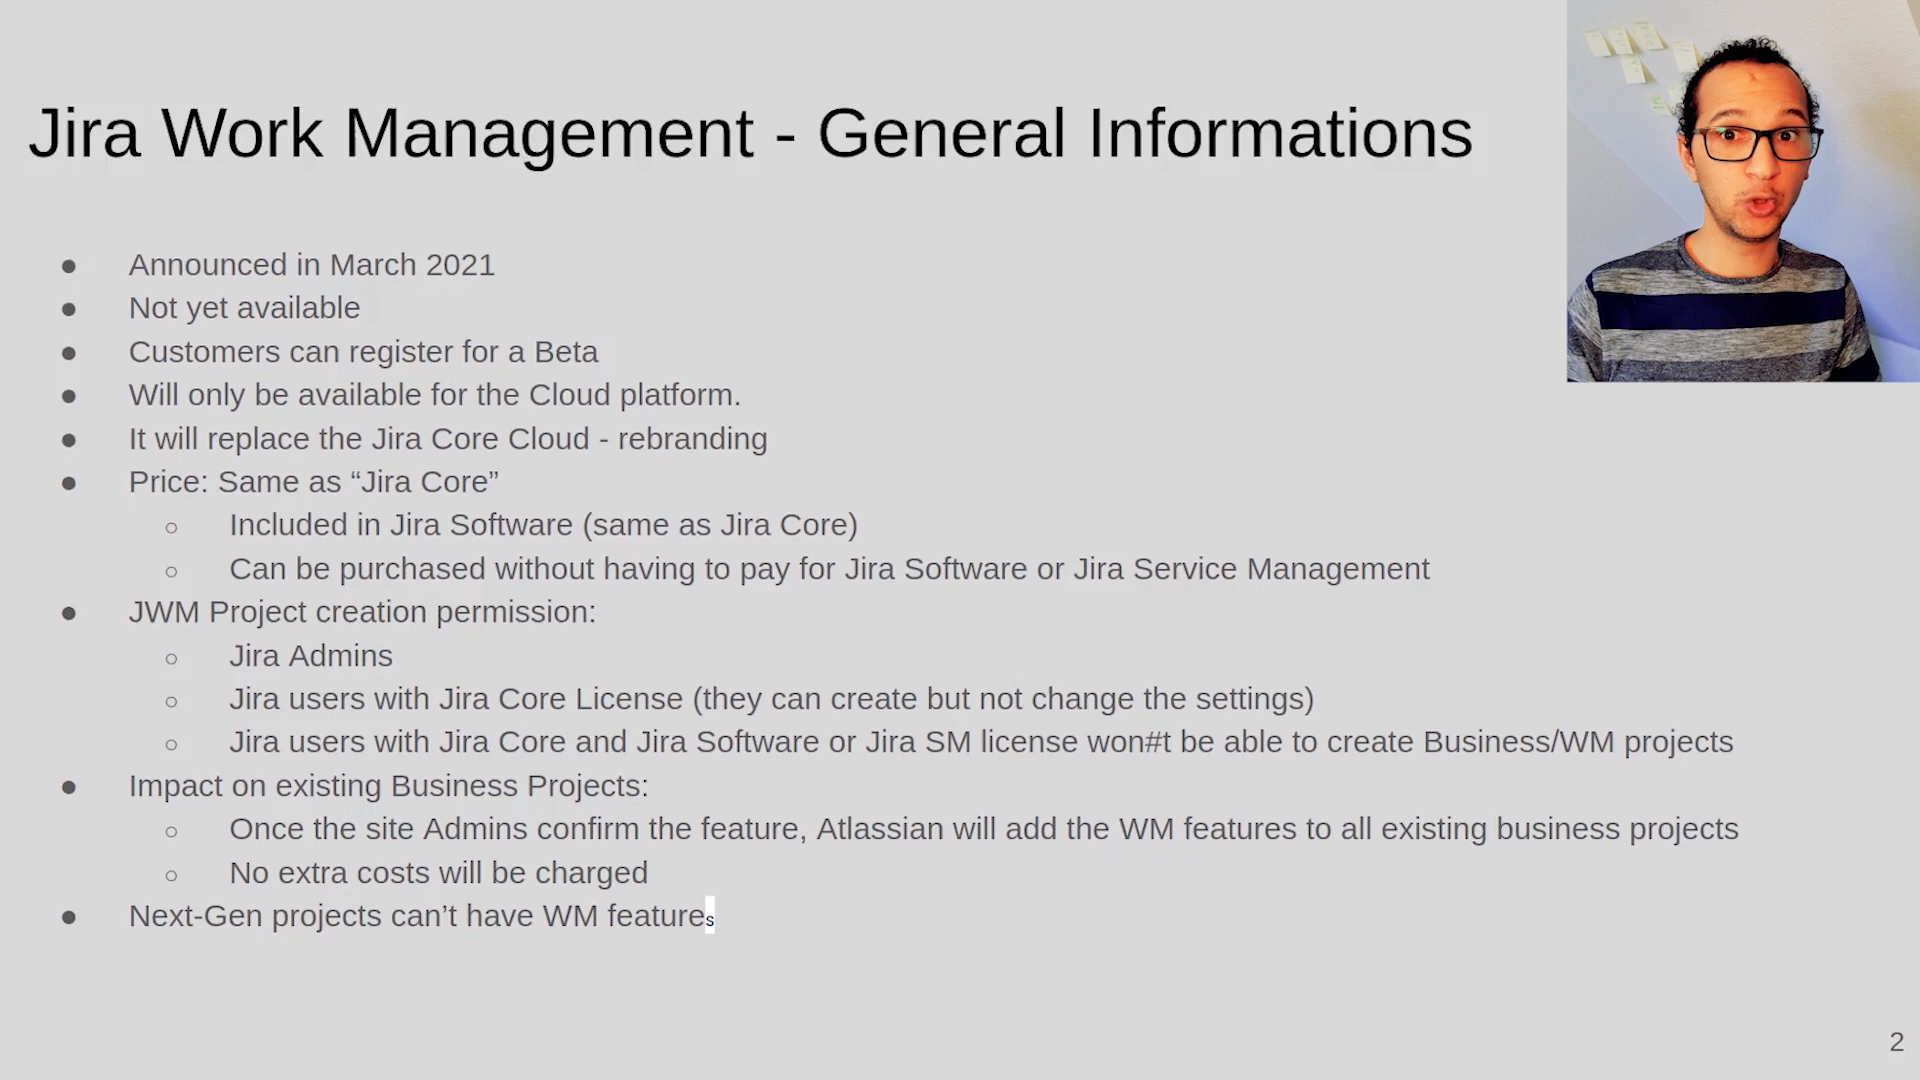 Jira Work Management - General Informations
● Announced in March 2021
● Not yet available
● Customers can register for a Beta
● Will only be available for the Cloud platform.
● It will replace the Jira Core Cloud - rebranding
● Price: Same as “Jira Core”
○ Included in Jira Software (same as Jira Core)
○ Can be purchased without having to pay for Jira Software or Jira Service Management
● JWM Project creation permission:
○ Jira Admins
○ Jira users with Jira Core License (they can create but not change the settings)
○ Jira users with Jira Core and Jira Software or Jira SM license won#t be able to create Business/WM projects
● Impact on existing Business Projects:
○ Once the site Admins confirm the feature, Atlassian will add the WM features to all existing business projects
○ No extra costs will be charged
● Next-Gen projects can’t have WM features
2